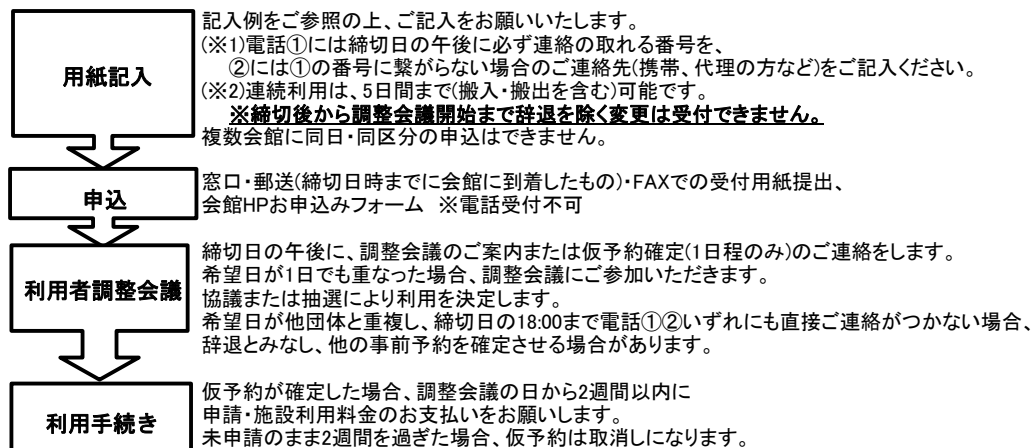 用紙記入
記入例をご参照の上、ご記入をお願いいたします。
(※1)電話①には締切日の午後に必ず連絡の取れる番号を、
②には①の番号に繋がらない場合のご連絡先(携帯、代理の方など)をご記入ください。
(※2)連続利用は、5日間まで(搬入・搬出を含む)可能です。
※締切後から調整会議開始まで辞退を除く変更は受付できません。
複数会館に同日・同区分の申込はできません。
申込
窓口・郵送(締切日時までに会館に到着したもの)・FAXでの受付用紙提出、
会館HPお申込みフォーム ※電話受付不可
利用者調整会議
締切日の午後に、調整会議のご案内または仮予約確定(1日程のみ)のご連絡をします。
希望日が1日でも重なった場合、調整会議にご参加いただきます。
協議または抽選により利用を決定します。
希望日が他団体と重複し、締切日の18:00まで電話①②いずれにも直接ご連絡がつかない場合、
辞退とみなし、他の事前予約を確定させる場合があります。
利用手続き
仮予約が確定した場合、調整会議の日から2週間以内に
申請・施設利用料金のお支払いをお願いします。
未申請のまま2週間を過ぎた場合、仮予約は取消しになります。